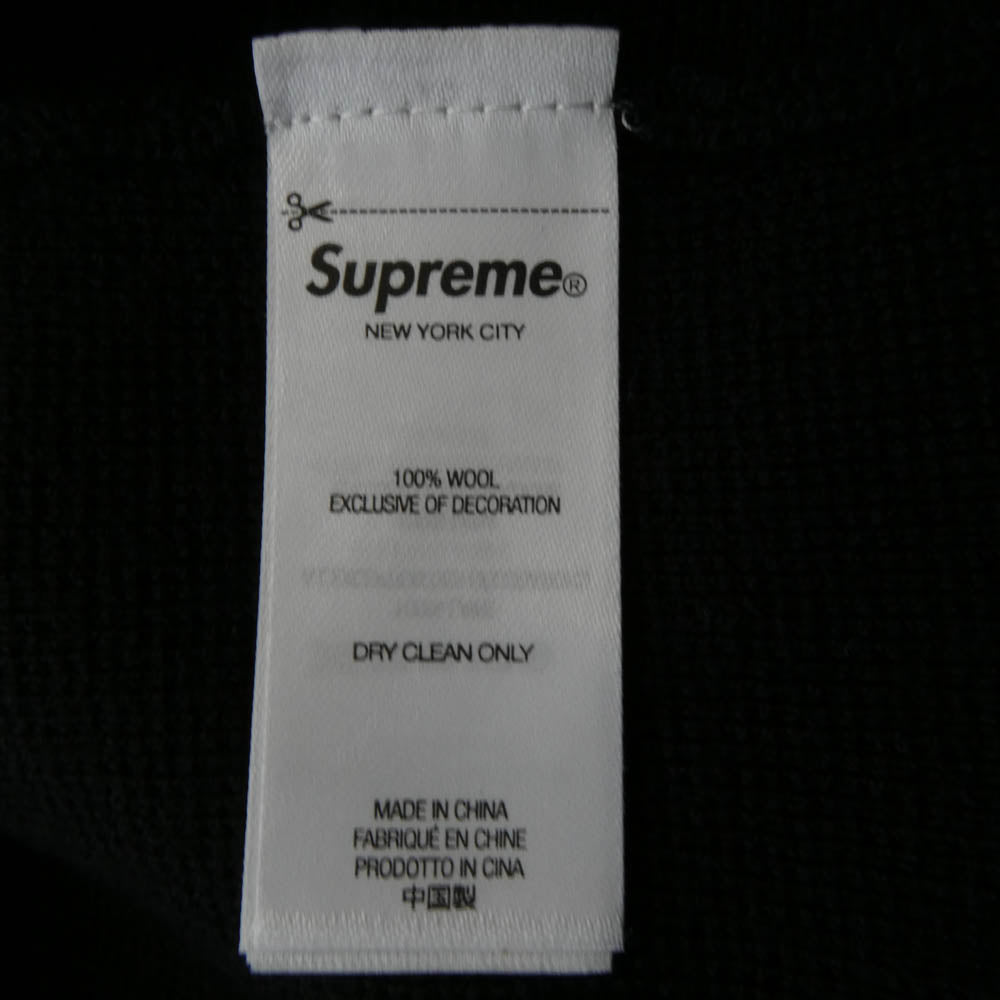 Supreme®
NEW YORK CITY
100% WOOL
EXCLUSIVE OF DECORATION
DRY CLEAN ONLY
MADE IN CHINA
FABRIQUÉ EN CHINE
PRODOTTO IN CINA
中国製